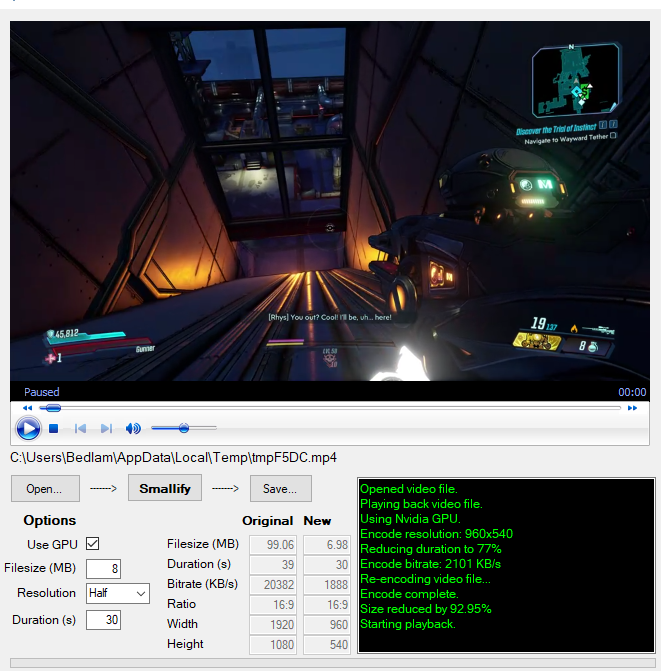 N
Discover the Trial of Instinct
Navigate to Wayward Tether
[Rhys] You out? Cool! I'll be, uh... here!
45,812
1
Gunner
LVL 50
10
19 137
8
Paused 00:00
C:\Users\Bedlam\AppData\Local\Temp\tmpF5DC.mp4
Open... -----> Smallify -----> Save...
Options
Use GPU
Filesize (MB) 8
Resolution Half
Duration (s) 30
Original New
Filesize (MB) 99.06 6.98
Duration (s) 39 30
Bitrate (KB/s) 20382 1888
Ratio 16:9 16:9
Width 1920 960
Height 1080 540
Opened video file.
Playing back video file.
Using Nvidia GPU.
Encode resolution: 960x540
Reducing duration to 77%
Encode bitrate: 2101 KB/s
Re-encoding video file...
Encode complete.
Size reduced by 92.95%
Starting playback.